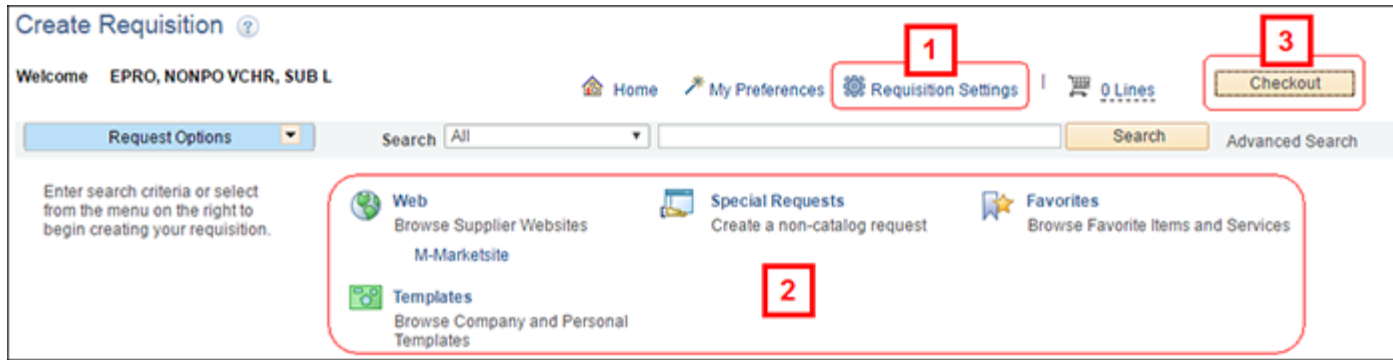 Create Requisition ?
1
3
Welcome EPRO, NONPO VCHR, SUB L
Home My Preferences Requisition Settings | 0 Lines Checkout
Request Options Search All Search Advanced Search
Enter search criteria or select
from the menu on the right to
begin creating your requisition.
Web
Browse Supplier Websites
M-Marketsite
Special Requests
Create a non-catalog request
Favorites
Browse Favorite Items and Services
Templates
Browse Company and Personal
Templates
2